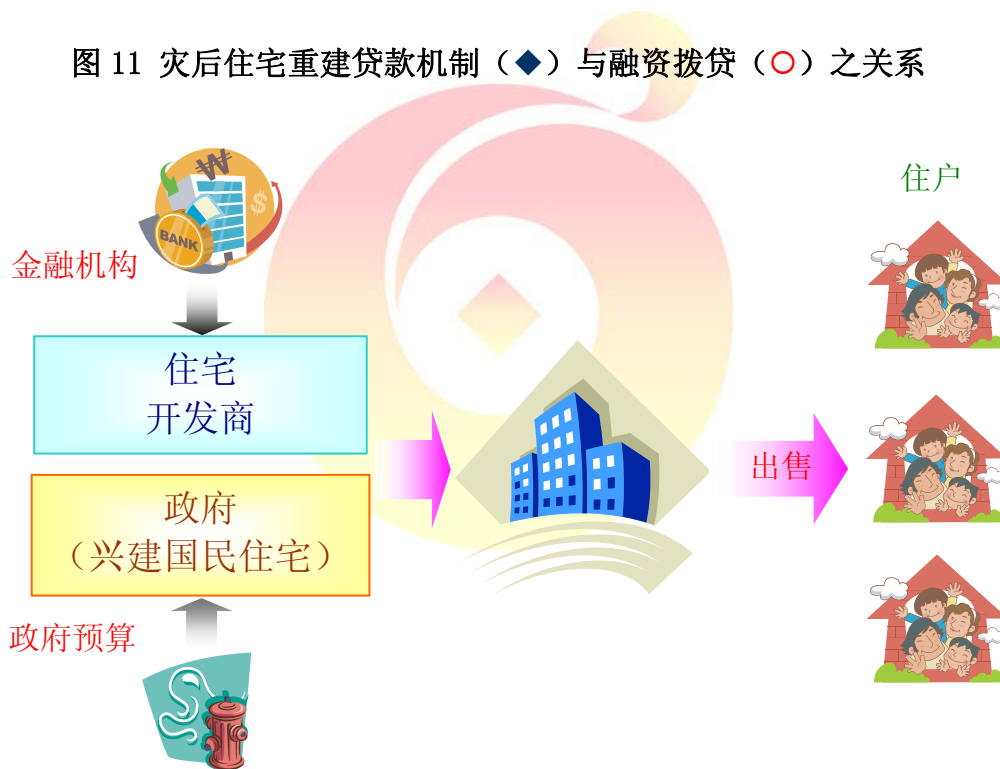 图 11 灾后住宅重建贷款机制（◆）与融资拨贷（○）之关系
住户
₩
$
BANK
金融机构
住宅
开发商
出售
政府
（兴建国民住宅）
政府预算